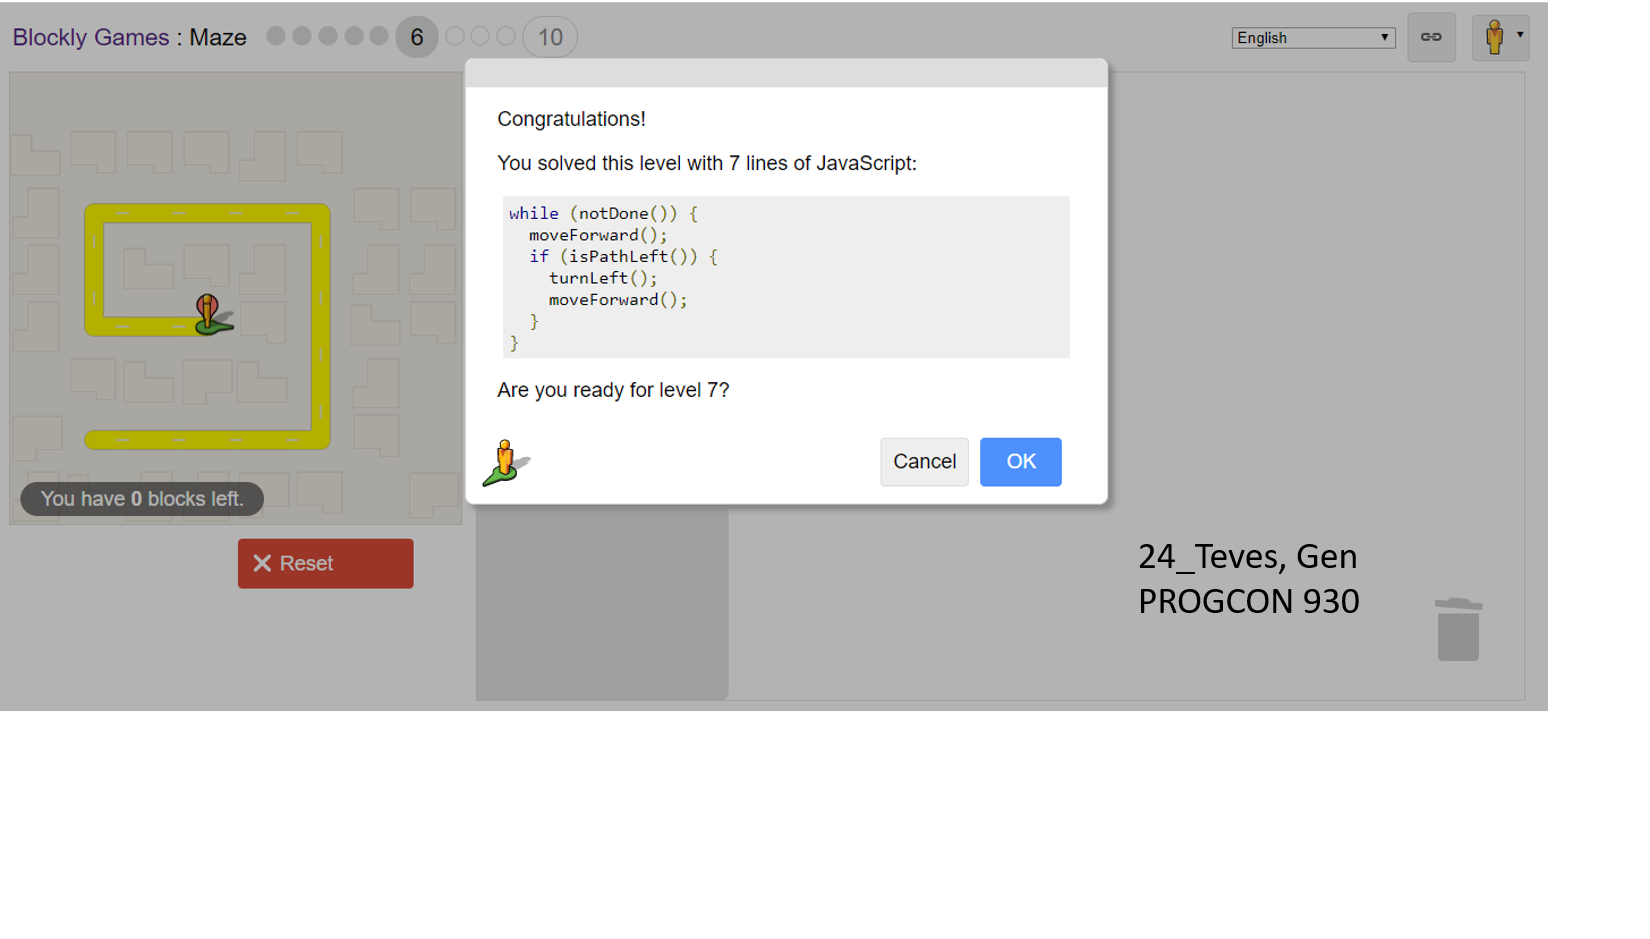 Blockly Games : Maze 6 10
English
Congratulations!
You solved this level with 7 lines of JavaScript:
while (notDone()) {
  moveForward();
  if (isPathLeft()) {
    turnLeft();
    moveForward();
  }
}
Are you ready for level 7?
Cancel OK
You have 0 blocks left.
Reset
24_Teves, Gen
PROGCON 930